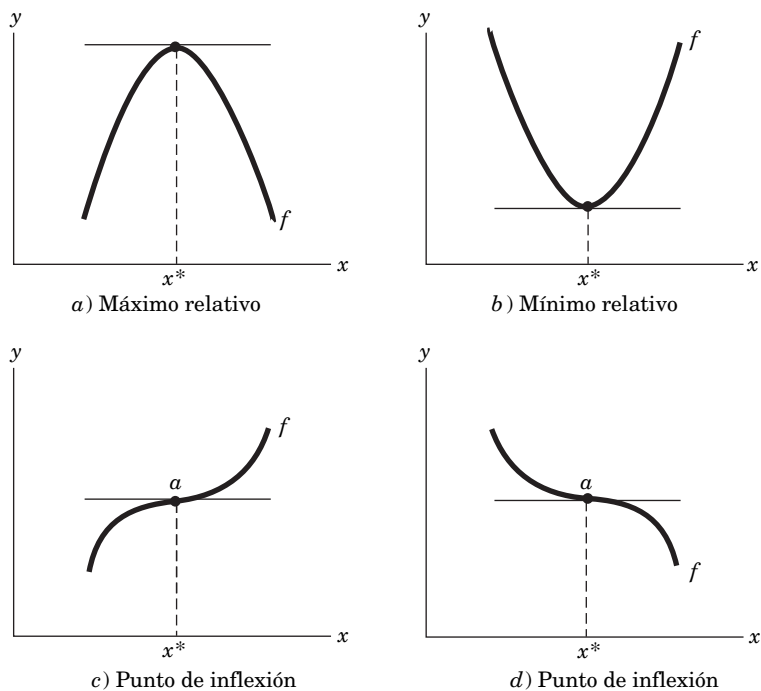 y
f
x
x*
a) Máximo relativo
y
f
x
x*
b) Mínimo relativo
y
f
a
x
x*
c) Punto de inflexión
y
a
f
x
x*
d) Punto de inflexión